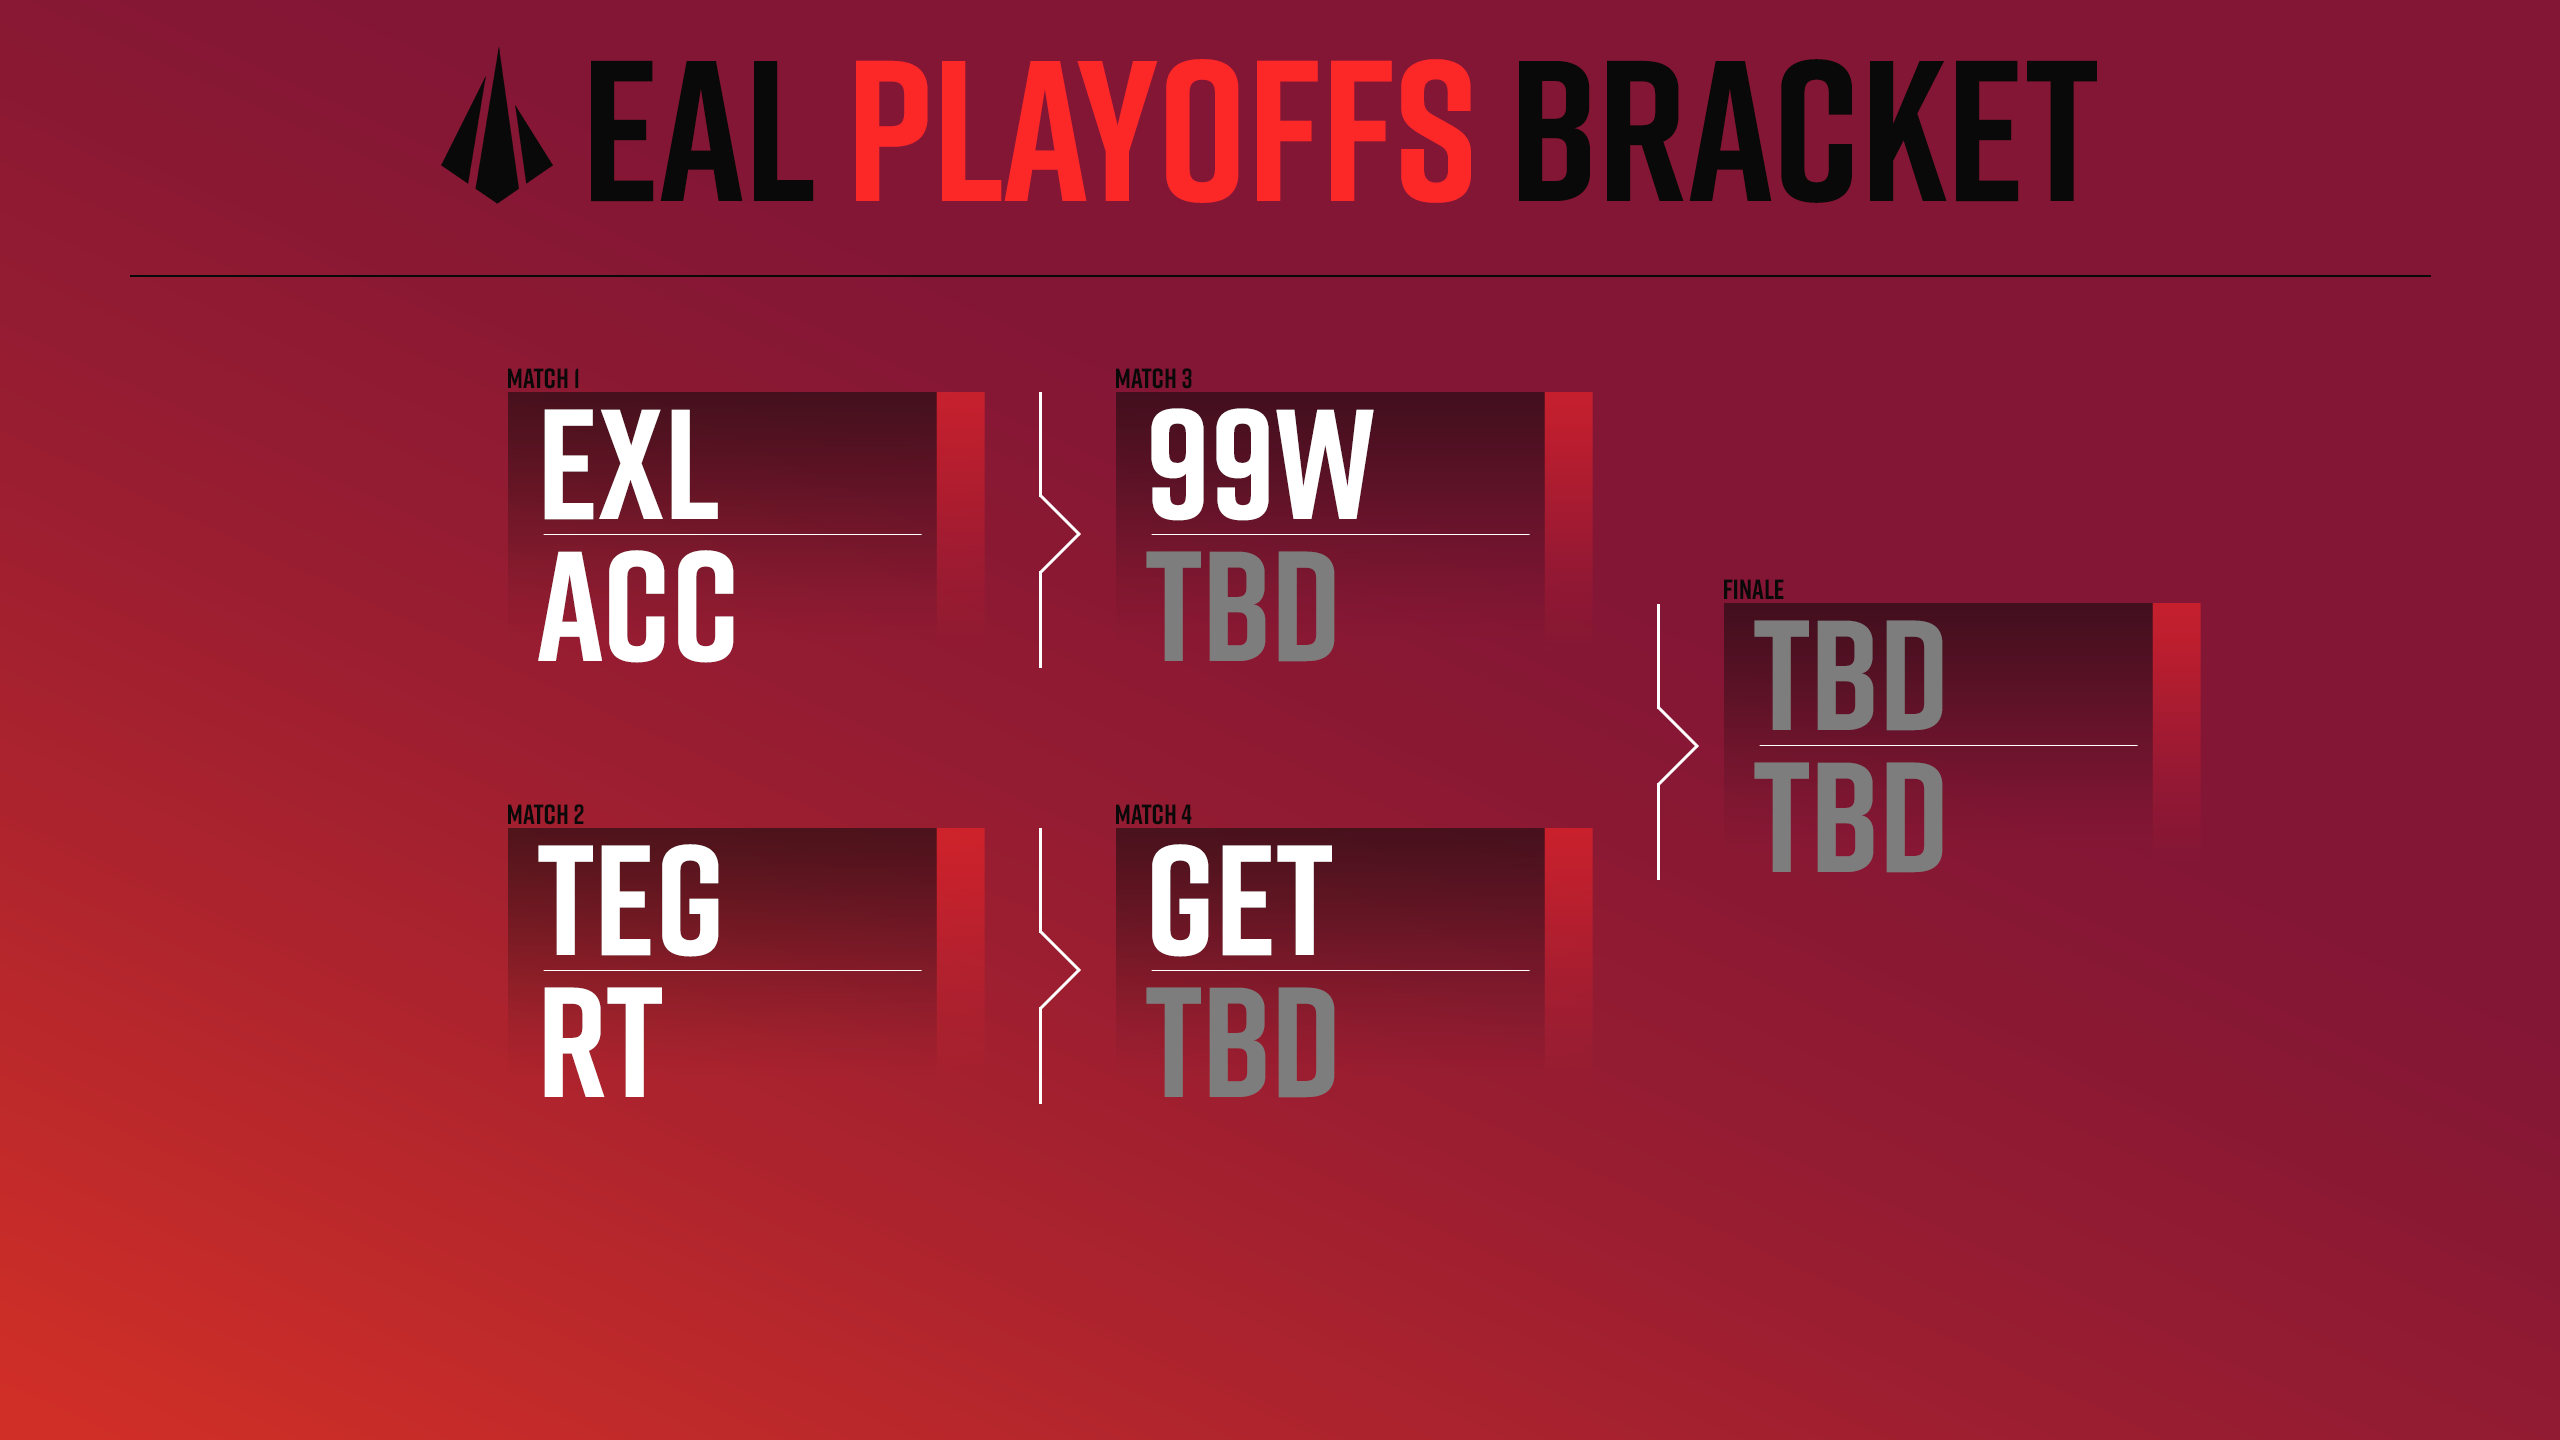 EAL PLAYOFFS BRACKET
MATCH 1
EXL
ACC
MATCH 2
TEG
RT
MATCH 3
99W
TBD
MATCH 4
GET
TBD
FINALE
TBD
TBD